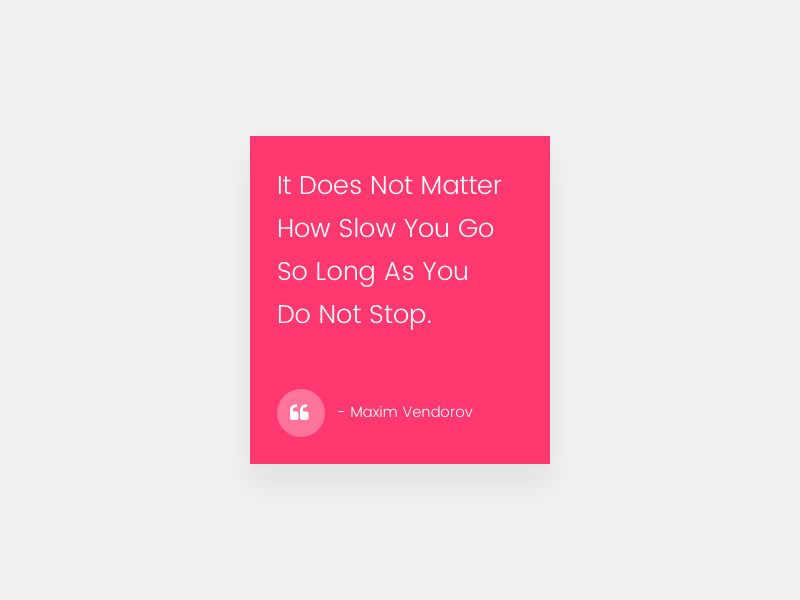 It Does Not Matter
How Slow You Go
So Long As You
Do Not Stop.
- Maxim Vendorov